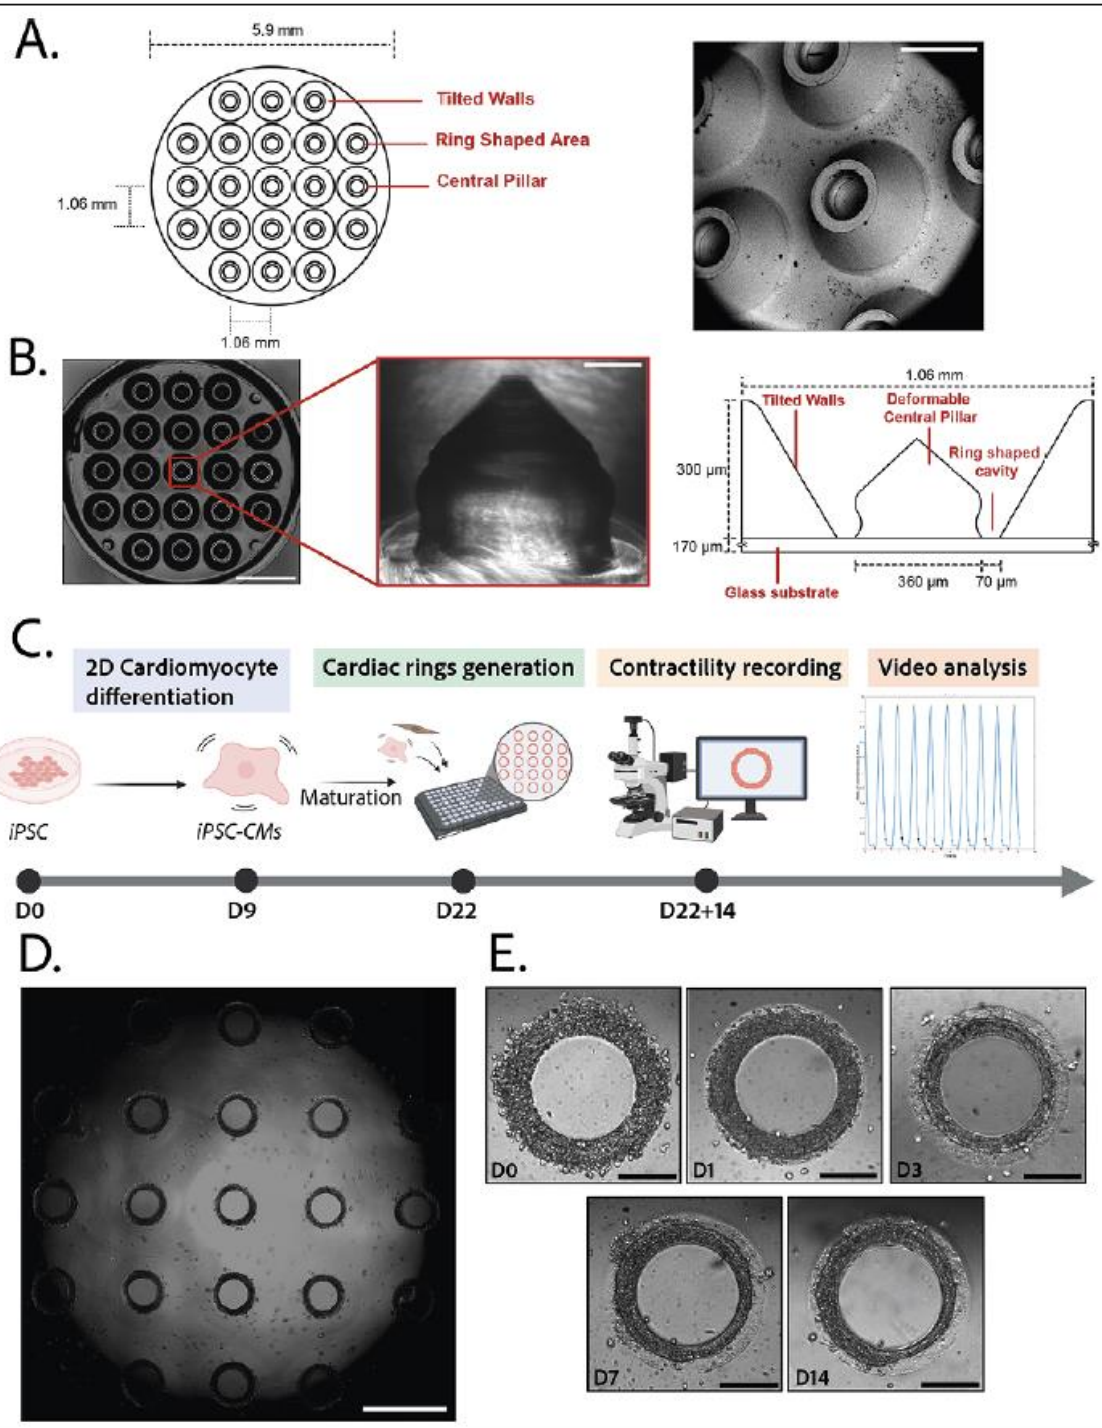 A.
5.9 mm
Tilted Walls
Ring Shaped Area
Central Pillar
1.06 mm
1.06 mm
B.
1.06 mm
Tilted Walls
Deformable
Central Pillar
Ring shaped
cavity
300 µm
170 µm
360 µm
70 µm
Glass substrate
C.
2D Cardiomyocyte
differentiation
Cardiac rings generation
Contractility recording
Video analysis
Maturation
iPSC
iPSC-CMs
D0
D9
D22
D22+14
D.
E.
D0
D1
D3
D7
D14